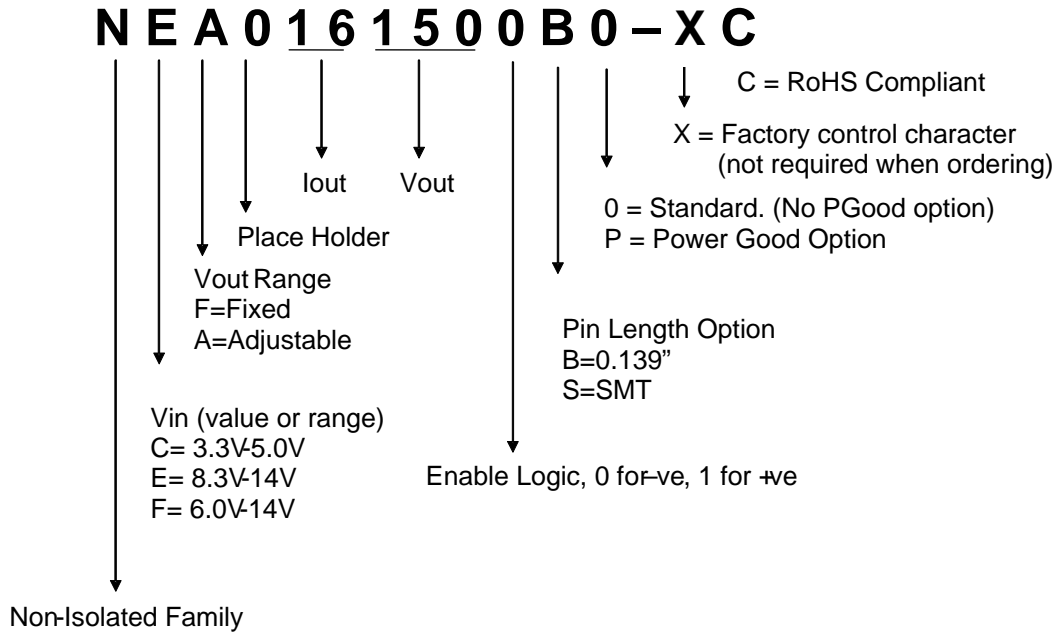 N E A 0 1 6 1 5 0 0 B 0 – X C
C = RoHS Compliant
X = Factory control character
(not required when ordering)
Iout
Vout
0 = Standard. (No PGood option)
P = Power Good Option
Place Holder
Vout Range
F=Fixed
A=Adjustable
Pin Length Option
B=0.139”
S=SMT
Vin (value or range)
C= 3.3V-5.0V
E= 8.3V-14V
F= 6.0V-14V
Enable Logic, 0 for–ve, 1 for +ve
Non-Isolated Family